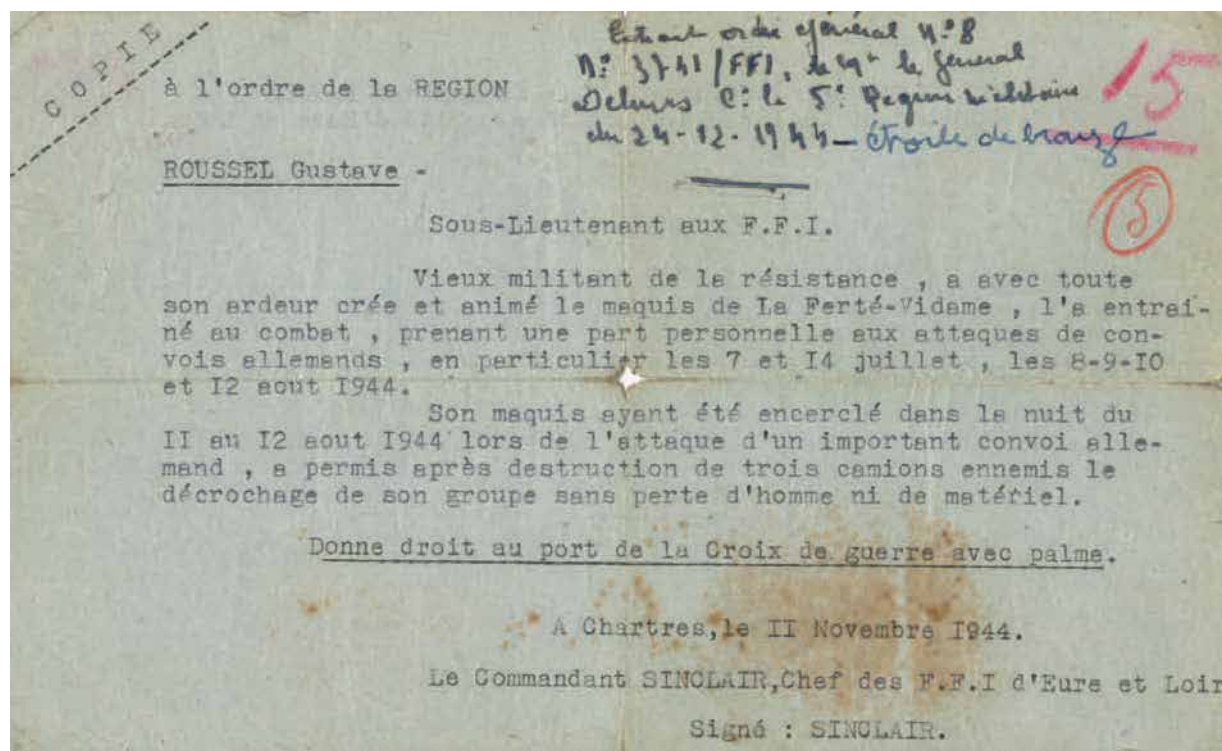 COPIE
Extrait ordre général N° 8
N° 3741/FFI, le général
à l'ordre de la REGION
5e Région militaire
du 24-12-1944 - étoile de bronze
15
ROUSSEL Gustave -
5
Sous-Lieutenant aux F.F.I.
Vieux militant de la résistance , a avec toute
son ardeur crée et animé le maquis de La Ferté-Vidame , l'a entrai-
né au combat , prenant une part personnelle aux attaques de con-
vois allemands , en particulier les 7 et I4 juillet , les 8-9-I0
et I2 aout I944.
Son maquis ayant été encerclé dans la nuit du
II au I2 aout I944 lors de l'attaque d'un important convoi alle-
mand , a permis après destruction de trois camions ennemis le
décrochage de son groupe sans perte d'homme ni de matériel.
Donne droit au port de la Croix de guerre avec palme.
A Chartres,le II Novembre I944.
Le Commandant SINCLAIR,Chef des F.F.I d'Eure et Loir
Signé : SINCLAIR.